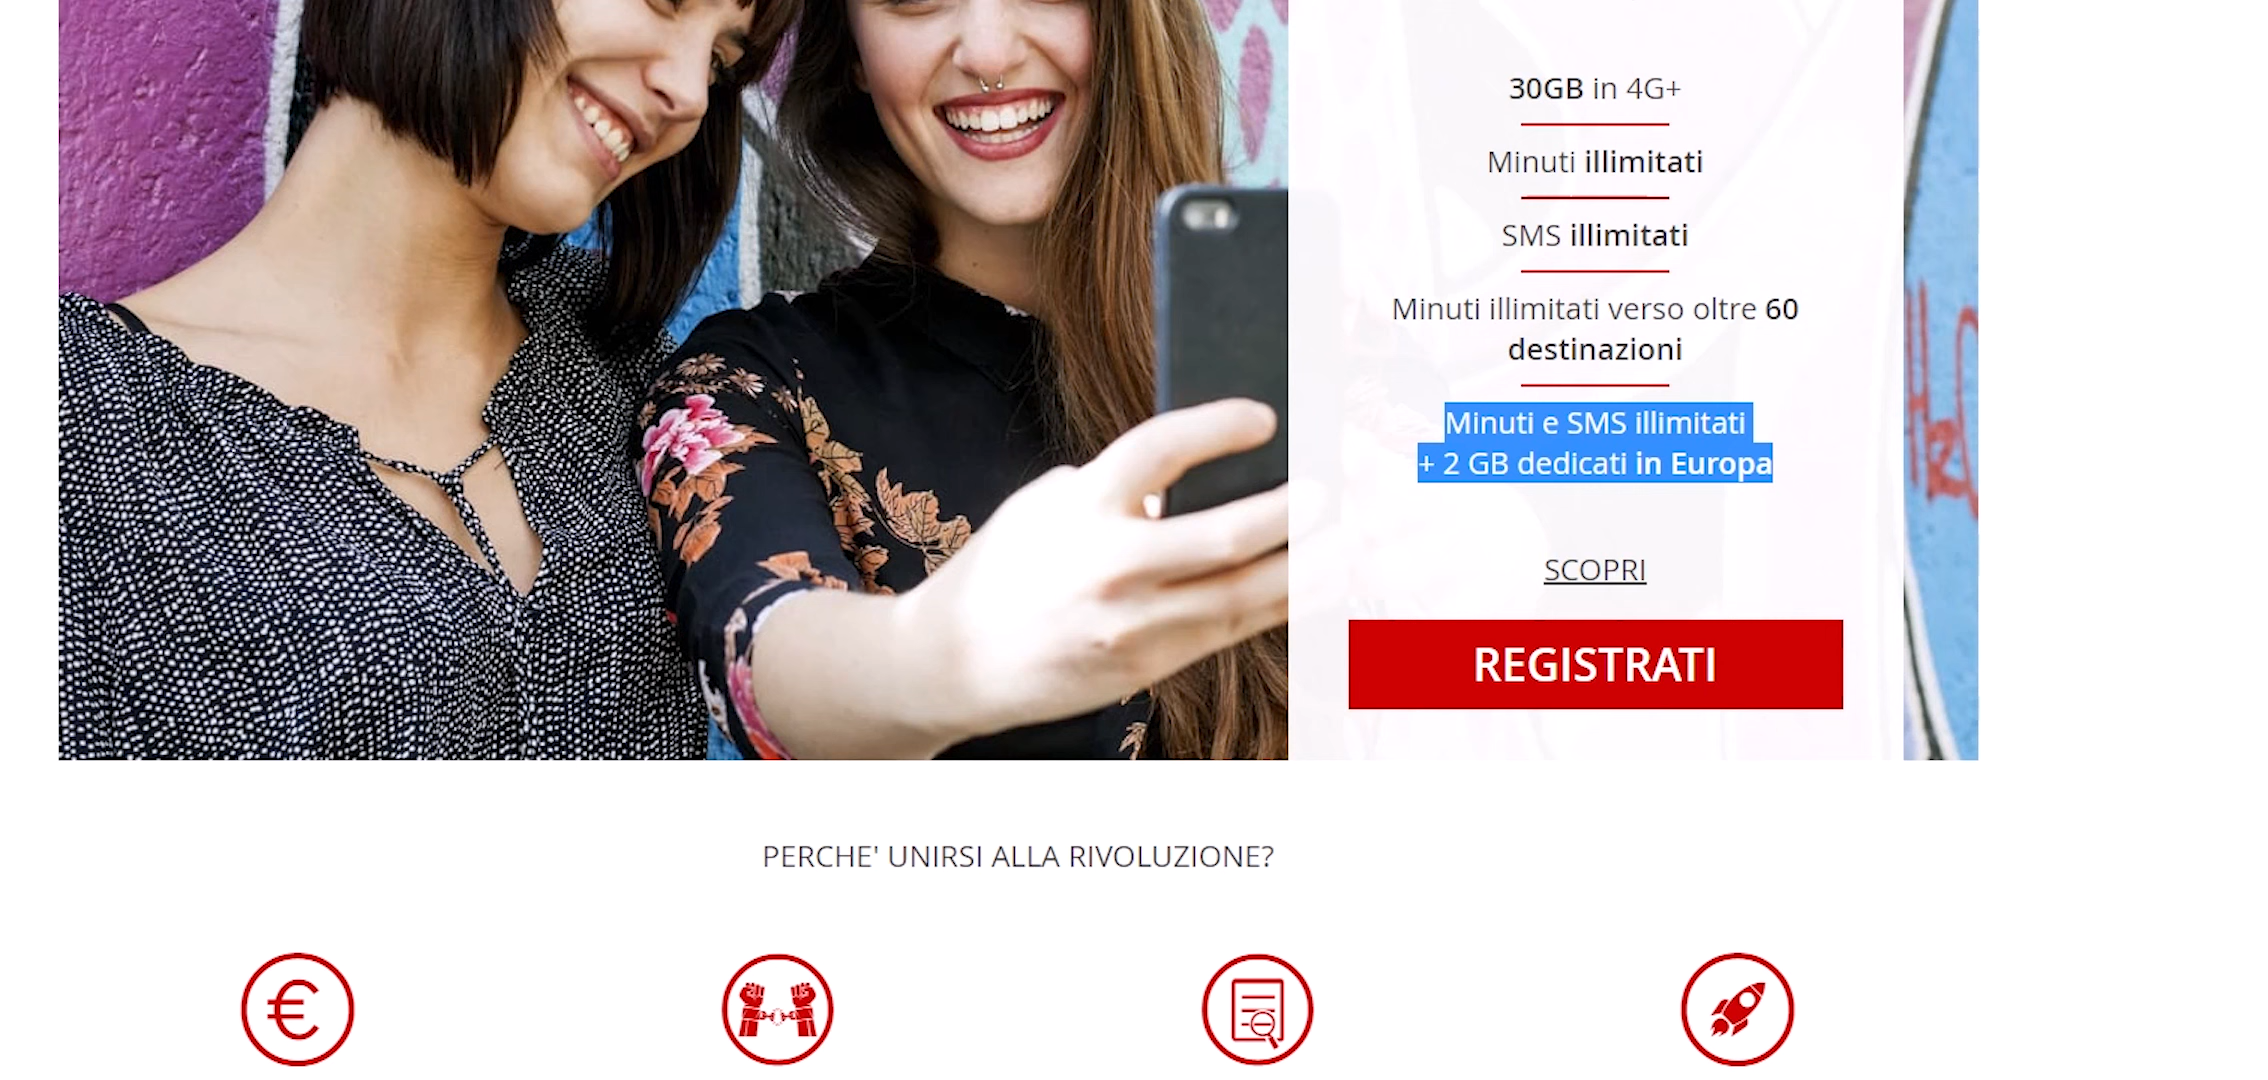 30GB in 4G+
Minuti illimitati
SMS illimitati
Minuti illimitati verso oltre 60
destinazioni
Minuti e SMS illimitati
+ 2 GB dedicati in Europa
SCOPRI
REGISTRATI
PERCHE' UNIRSI ALLA RIVOLUZIONE?